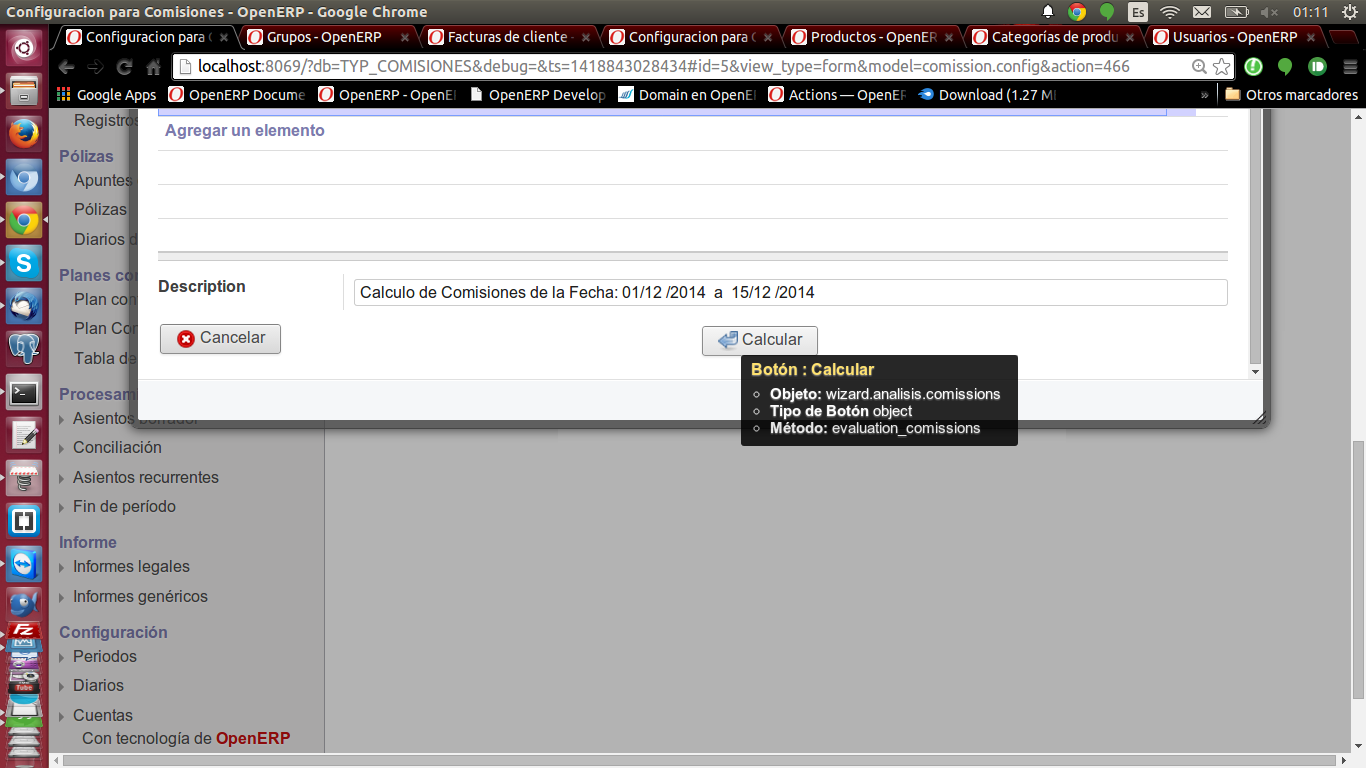 Configuracion para Comisiones - OpenERP - Google Chrome
Es
01:11
Configuracion para
Grupos - OpenERP
Facturas de cliente -
Configuracion para
Productos - OpenER
Categorías de produ
Usuarios - OpenERP
localhost:8069/?db=TYP_COMISIONES&debug=&ts=1418843028434#id=5&view_type=form&model=comission.config&action=466
Google Apps
OpenERP Docume
OpenERP - OpenEl
OpenERP Develop
Domain en OpenE
Actions — OpenER
Download (1.27 M
»
Otros marcadores
Registros
Pólizas
Apuntes
Pólizas
Diarios d
Planes co
Plan con
Plan Con
Tabla de
Procesam
Asientos borrador
Conciliación
Asientos recurrentes
Fin de período
Informe
Informes legales
Informes genéricos
Configuración
Periodos
Diarios
Cuentas
Con tecnología de OpenERP
Agregar un elemento
Description
Calculo de Comisiones de la Fecha: 01/12 /2014 a 15/12 /2014
Cancelar
Calcular
Botón : Calcular
Objeto: wizard.analisis.comissions
Tipo de Botón object
Método: evaluation_comissions